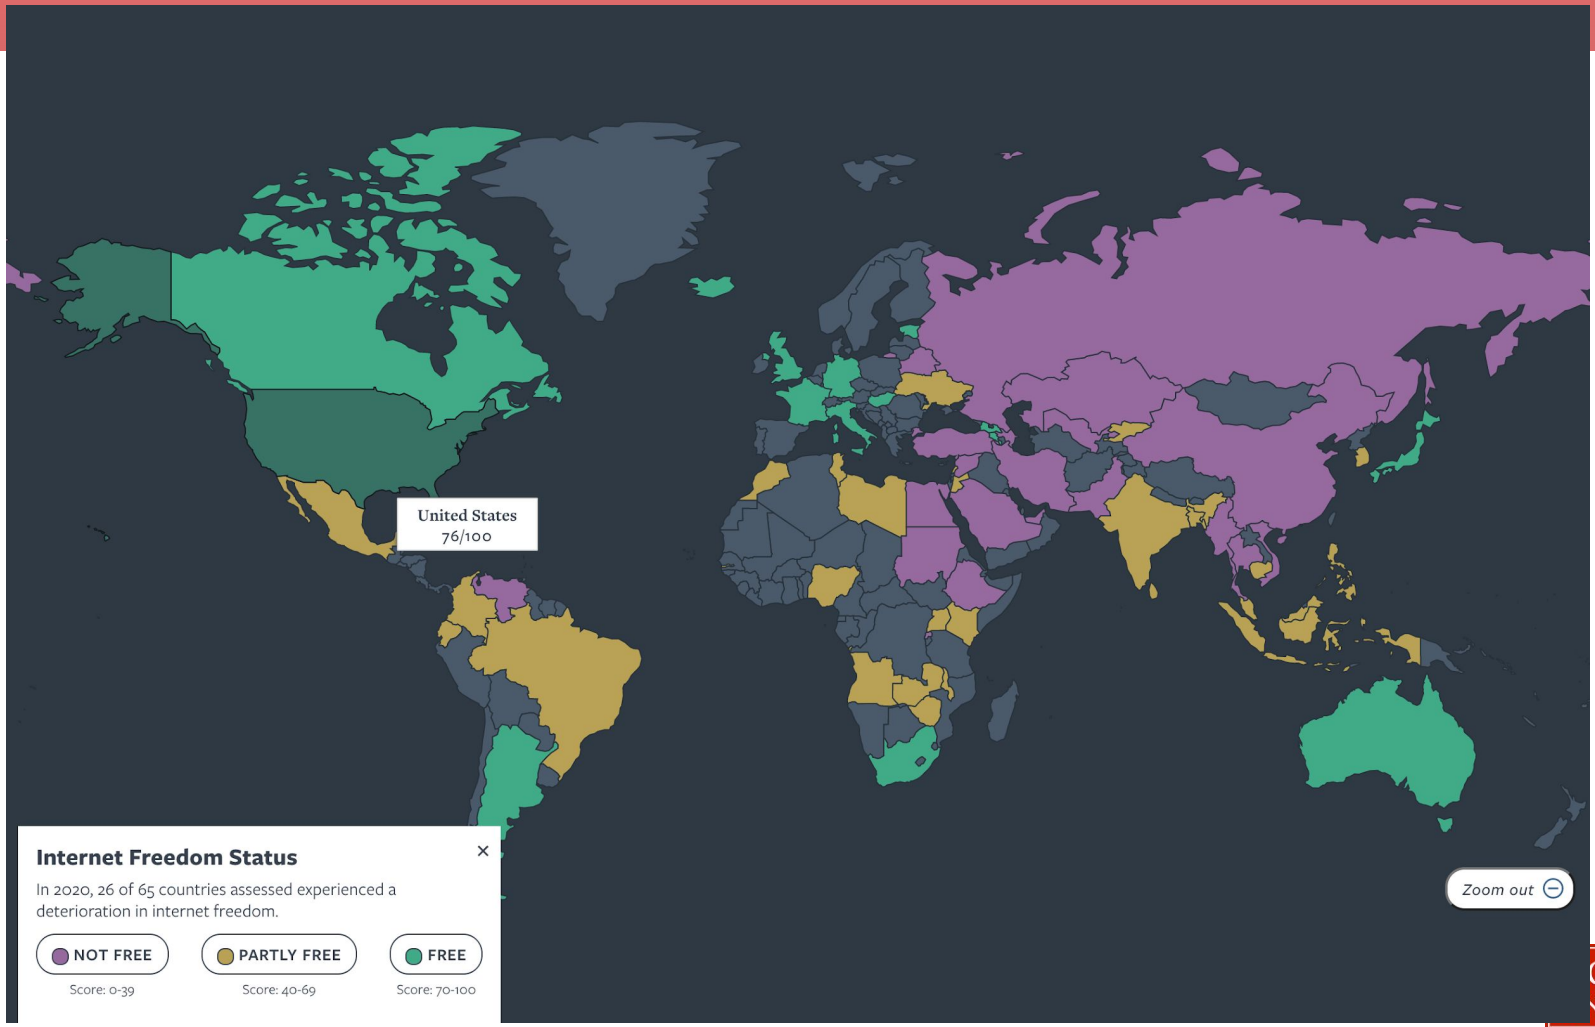 United States
76/100
Internet Freedom Status
×
In 2020, 26 of 65 countries assessed experienced a
deterioration in internet freedom.
NOT FREE
PARTLY FREE
FREE
Score: 0-39
Score: 40-69
Score: 70-100
Zoom out